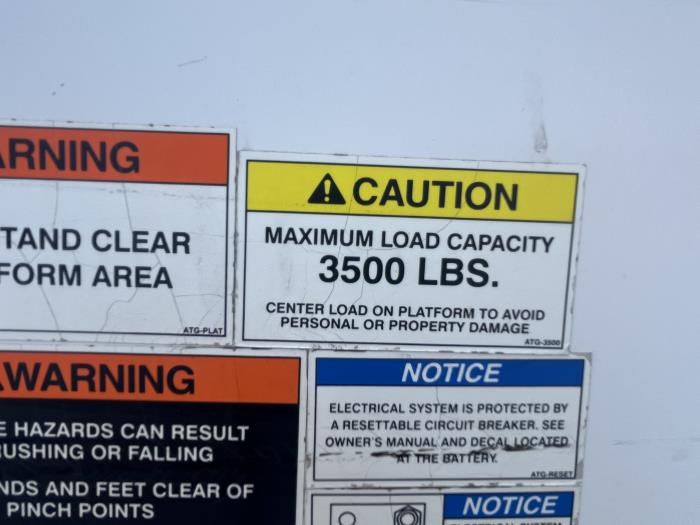 ARNING
TAND CLEAR
FORM AREA
ATG-PLAT
CAUTION
MAXIMUM LOAD CAPACITY
3500 LBS.
CENTER LOAD ON PLATFORM TO AVOID
PERSONAL OR PROPERTY DAMAGE
ATG-3500
WARNING
E HAZARDS CAN RESULT
RUSHING OR FALLING
NDS AND FEET CLEAR OF
PINCH POINTS
NOTICE
ELECTRICAL SYSTEM IS PROTECTED BY
A RESETTABLE CIRCUIT BREAKER. SEE
OWNER'S MANUAL AND DECAL LOCATED
AT THE BATTERY.
ATG-RESET
NOTICE
ELECTRICAL SYSTEM